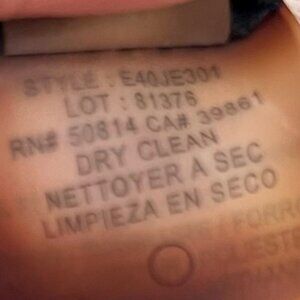 STYLE : E40JE301
LOT : 81376
RN# 50814 CA# 39861
DRY CLEAN
NETTOYER A SEC
LIMPIEZA EN SECO